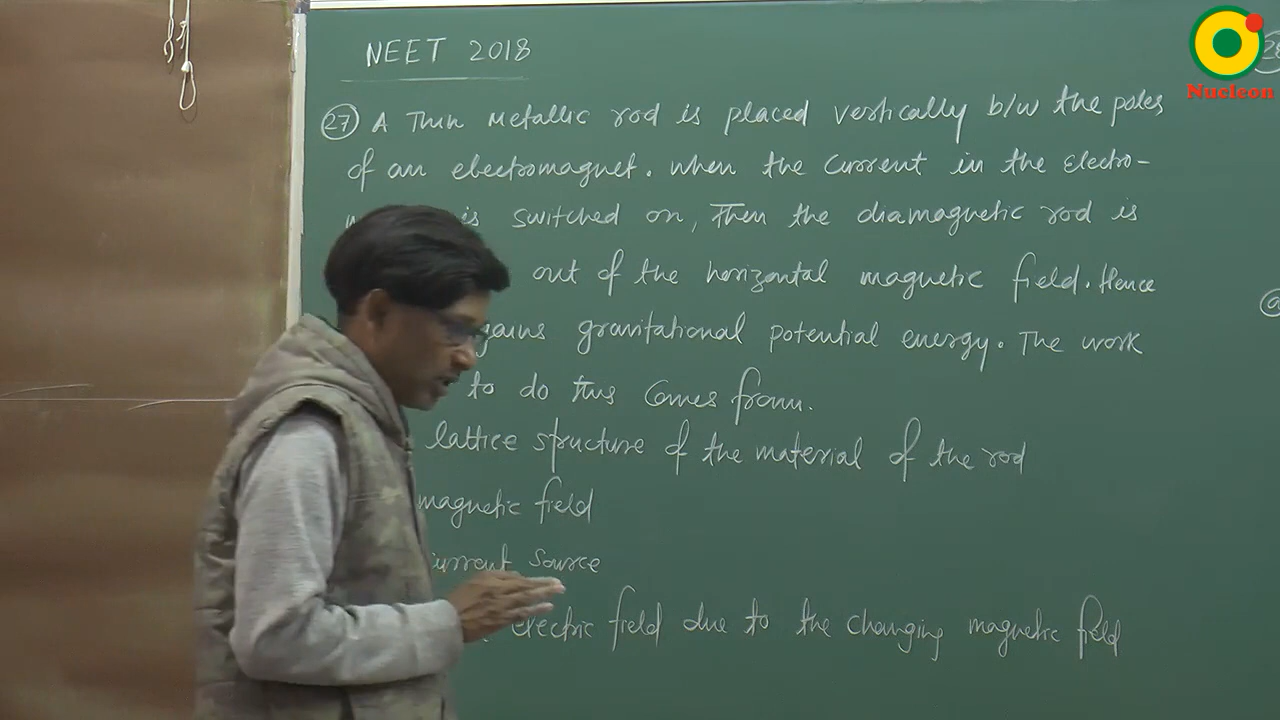 NEET 2018
Nucleon
(27) A Thin Metallic rod is placed vertically b/w the poles
of an electromagnet. When the current in the Electro-
is switched on, Then the diamagnetic rod is
out of the horizontal magnetic field. Hence
gains gravitational potential energy. The work
to do this Comes from.
lattice structure of the material of the rod
magnetic field
urrent Source
electric field due to the changing magnetic field